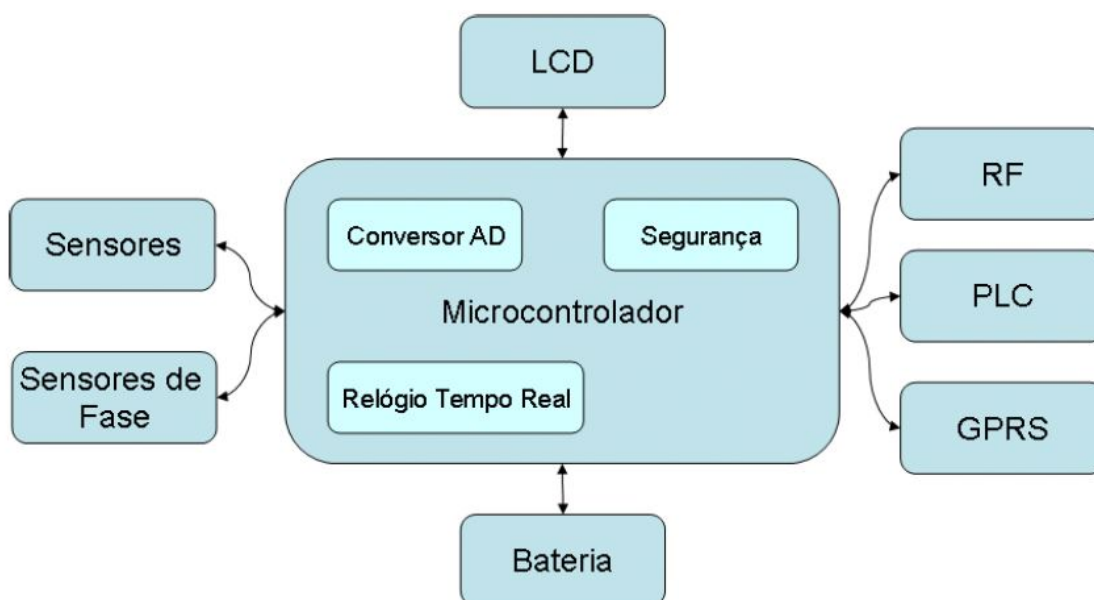 LCD
RF
Conversor AD
Segurança
Sensores
PLC
Microcontrolador
Sensores de
Fase
Relógio Tempo Real
GPRS
Bateria